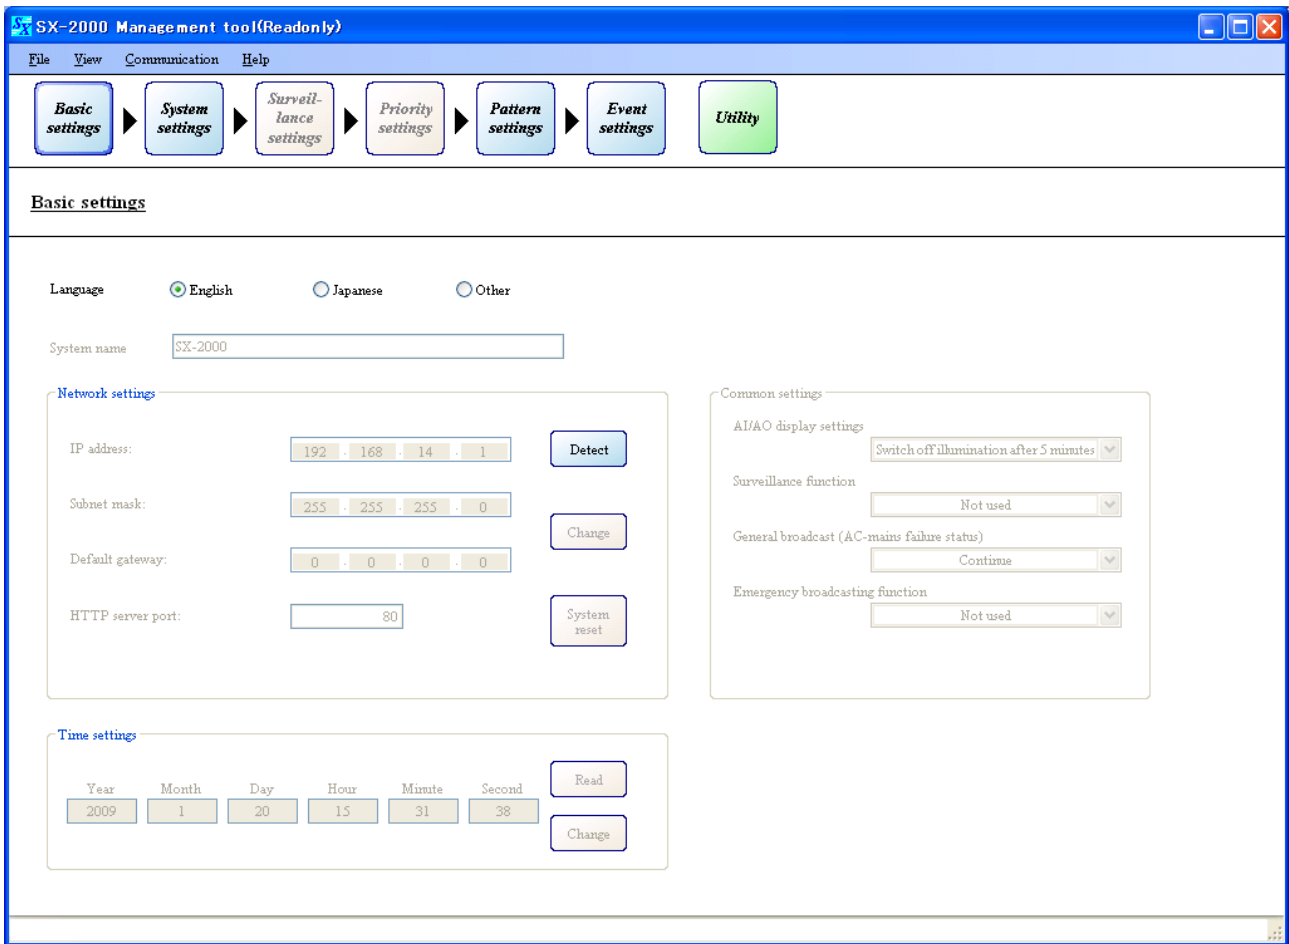 SX-2000 Management tool(Readonly)
File View Communication Help
Basic settings
System settings
Surveil-lance settings
Priority settings
Pattern settings
Event settings
Utility
Basic settings
Language English Japanese Other
System name SX-2000
Network settings
IP address: 192 . 168 . 14 . 1 Detect
Subnet mask: 255 . 255 . 255 . 0
Change
Default gateway: 0 . 0 . 0 . 0
HTTP server port: 80 System reset
Common settings
AI/AO display settings
Switch off illumination after 5 minutes
Surveillance function
Not used
General broadcast (AC-mains failure status)
Continue
Emergency broadcasting function
Not used
Time settings
Year Month Day Hour Minute Second
2009 1 20 15 31 38
Read
Change